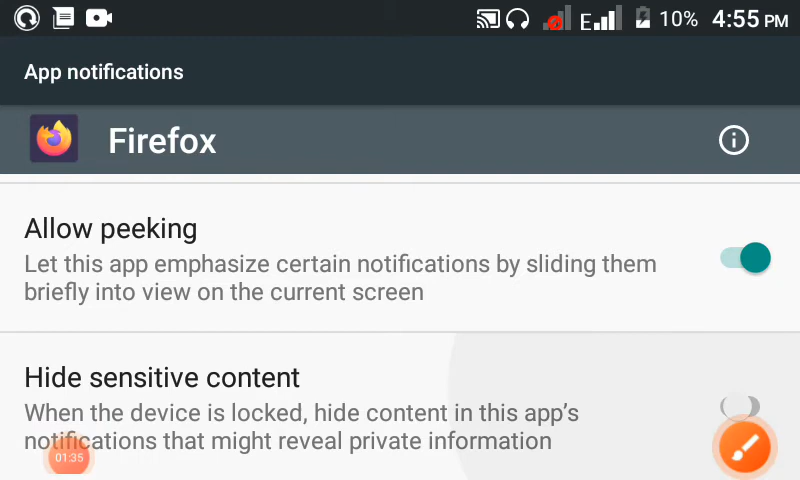 E 10% 4:55 PM
App notifications
Firefox
Allow peeking
Let this app emphasize certain notifications by sliding them
briefly into view on the current screen
Hide sensitive content
When the device is locked, hide content in this app’s
notifications that might reveal private information
01:35